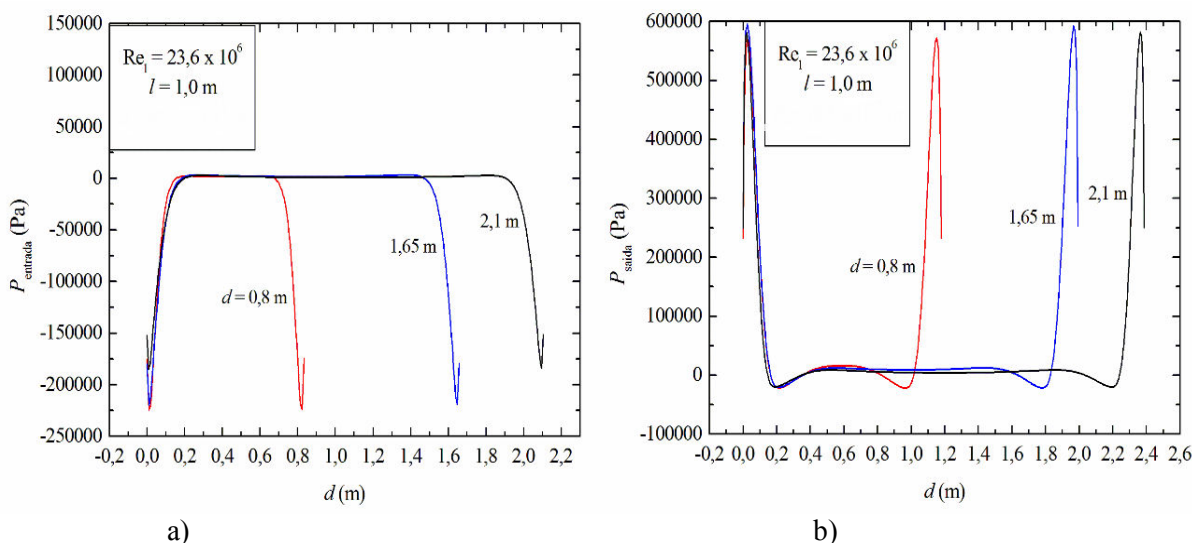 150000
100000
50000
0
-50000
-100000
-150000
-200000
-250000
P entrada (Pa)
Re₁ = 23,6 x 10⁶
l = 1,0 m
d = 0,8 m
1,65 m
2,1 m
-0,2 0,0 0,2 0,4 0,6 0,8 1,0 1,2 1,4 1,6 1,8 2,0 2,2
d (m)
a)
600000
500000
400000
300000
200000
100000
0
-100000
P saida (Pa)
Re₁ = 23,6 x 10⁶
l = 1,0 m
d = 0,8 m
1,65 m
2,1 m
-0,2 0,0 0,2 0,4 0,6 0,8 1,0 1,2 1,4 1,6 1,8 2,0 2,2 2,4 2,6
d (m)
b)